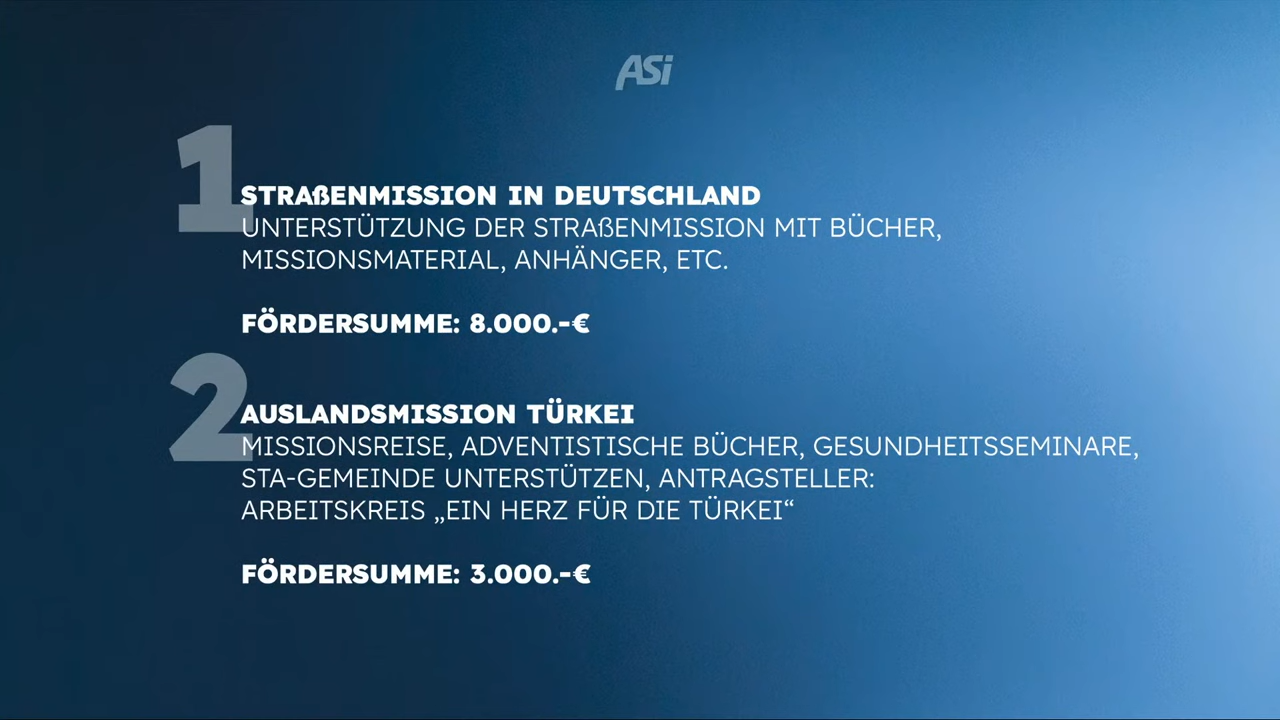 ASi
1
STRAßENMISSION IN DEUTSCHLAND
UNTERSTÜTZUNG DER STRAßENMISSION MIT BÜCHER,
MISSIONSMATERIAL, ANHÄNGER, ETC.
FÖRDERSUMME: 8.000.-€
2
AUSLANDSMISSION TÜRKEI
MISSIONSREISE, ADVENTISTISCHE BÜCHER, GESUNDHEITSSEMINARE,
STA-GEMEINDE UNTERSTÜTZEN, ANTRAGSTELLER:
ARBEITSKREIS „EIN HERZ FÜR DIE TÜRKEI“
FÖRDERSUMME: 3.000.-€